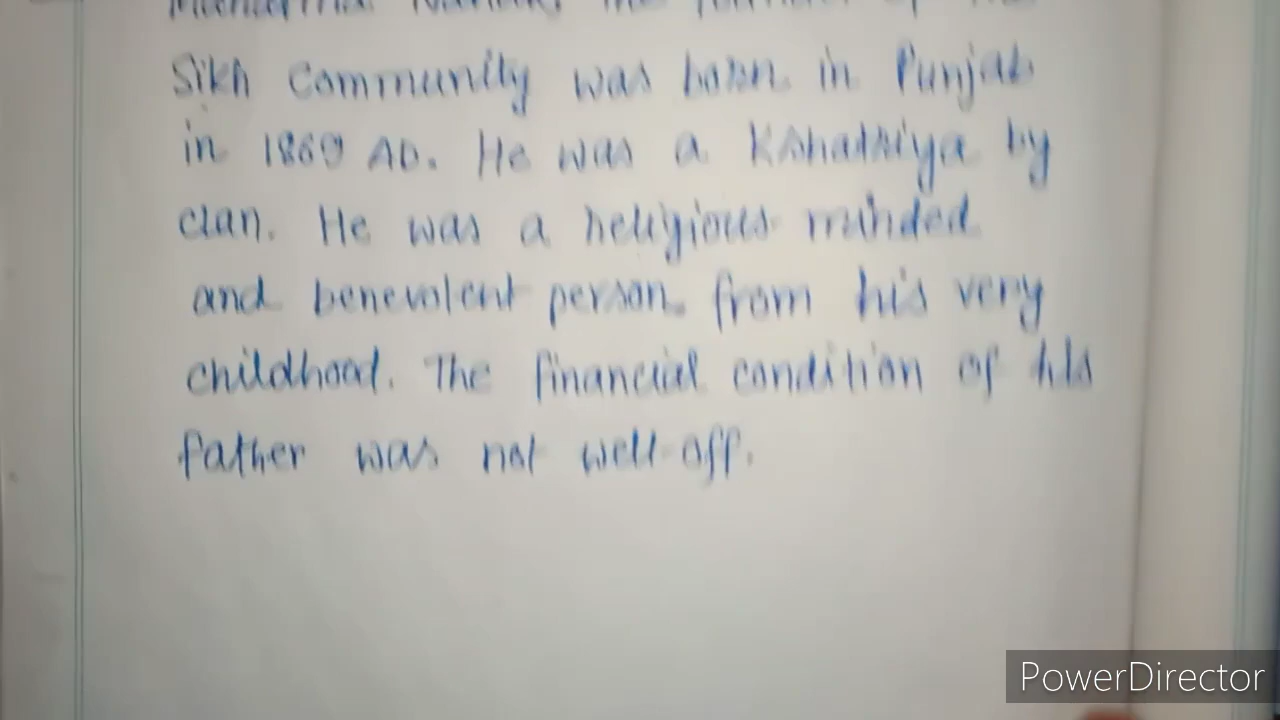 Sikh Community was born in Punjab
in 1869 AD. He was a Kshatriya by
clan. He was a religious minded
and benevolent person from his very
childhood. The financial condition of his
father was not well-off.
PowerDirector